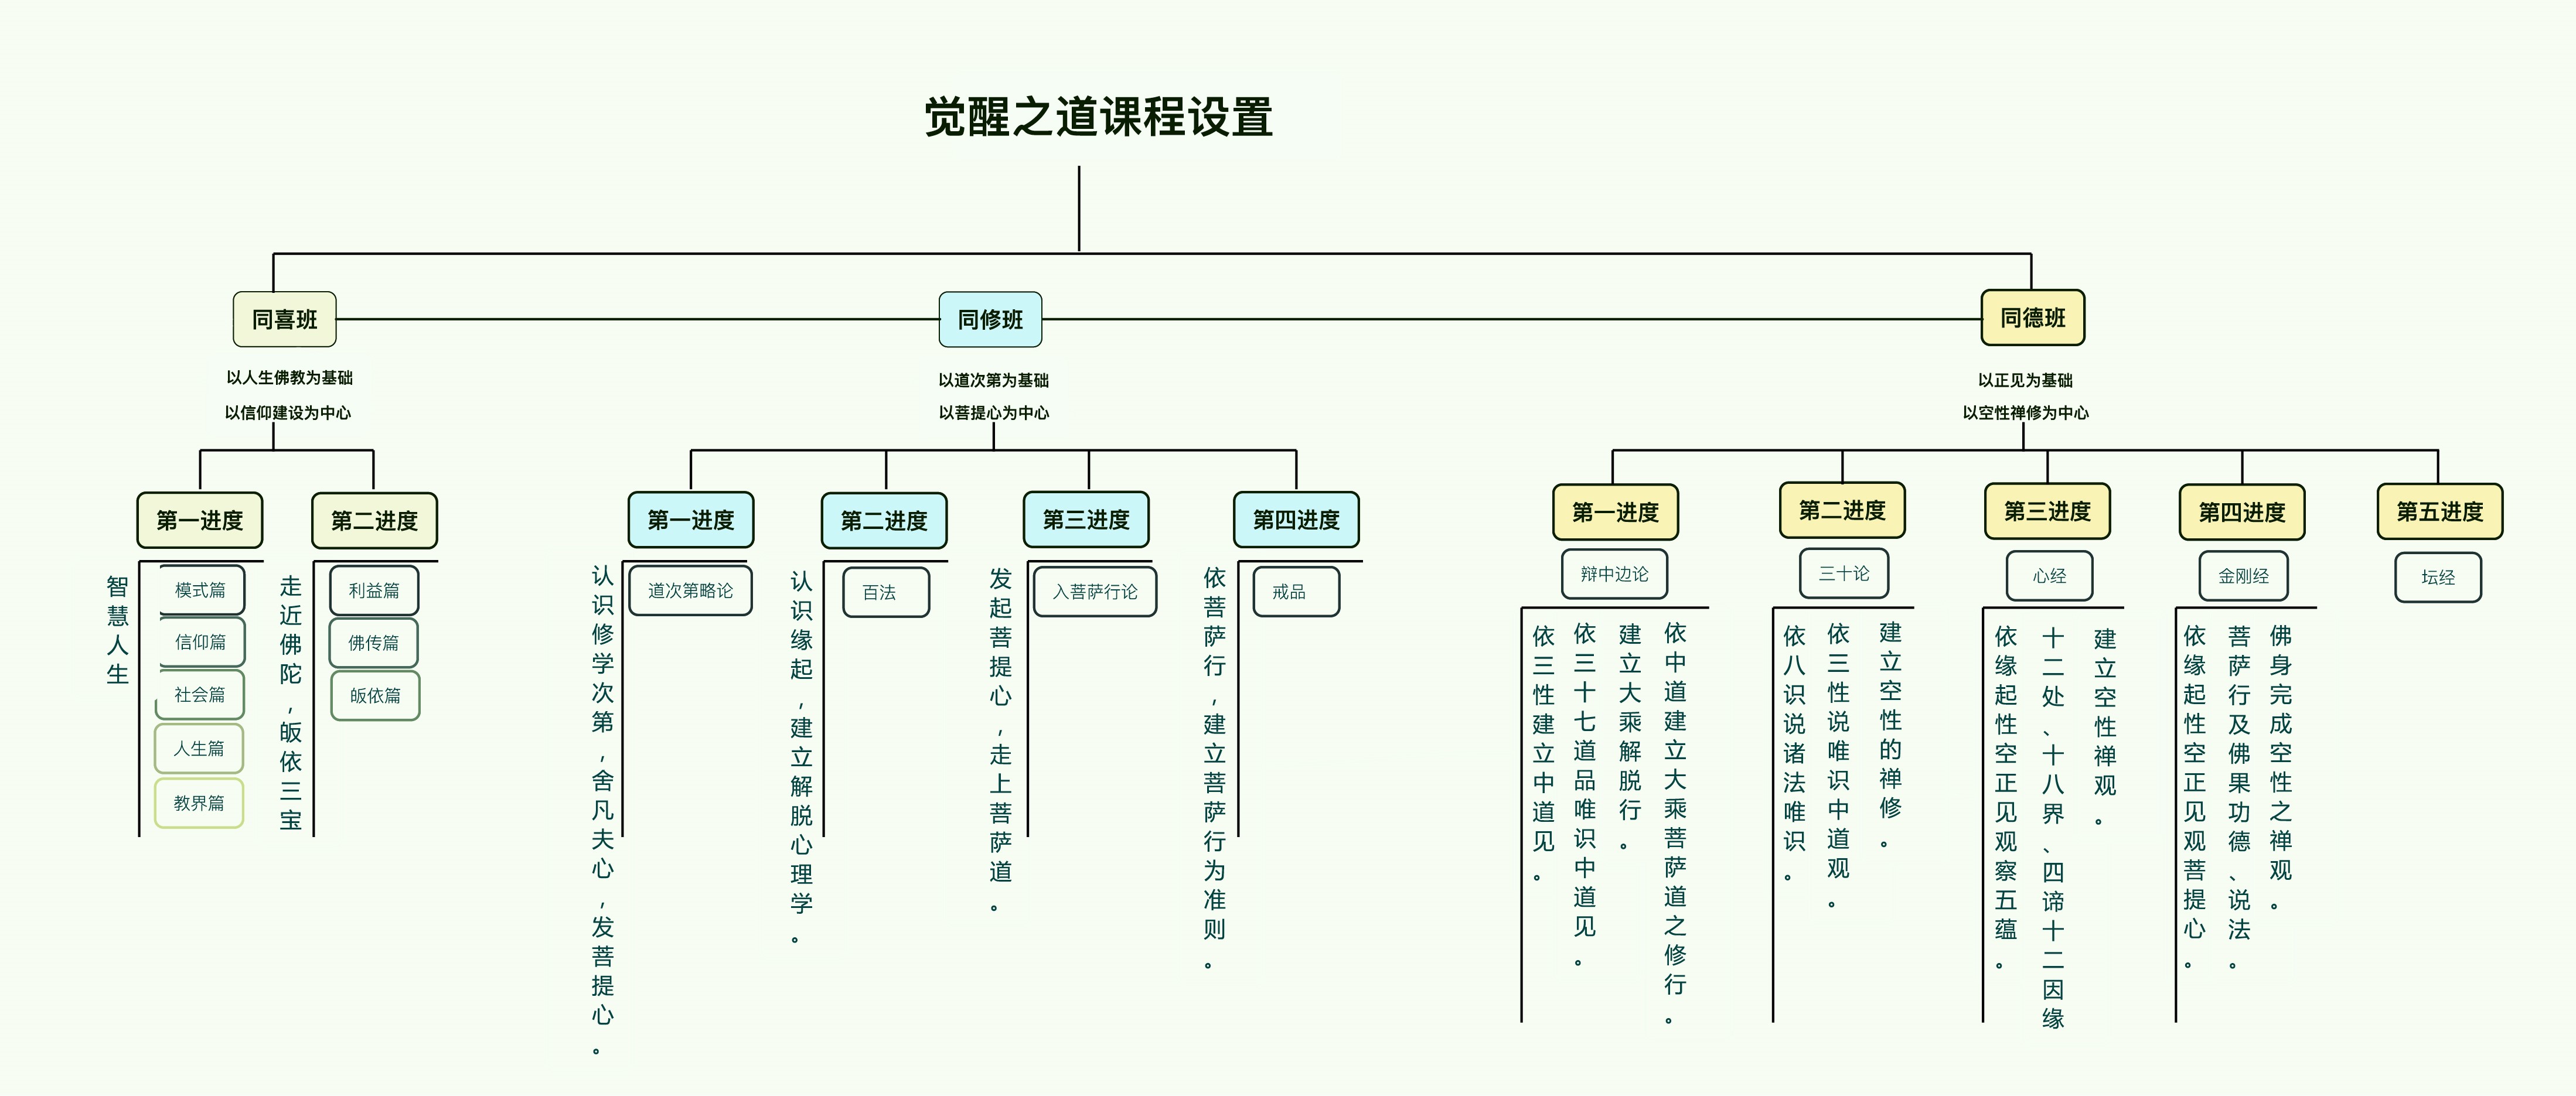 觉醒之道课程设置
同喜班
同修班
同德班
以人生佛教为基础
以信仰建设为中心
以道次第为基础
以菩提心为中心
以正见为基础
以空性禅修为中心
第一进度
智慧人生
模式篇
信仰篇
社会篇
人生篇
教界篇
第二进度
走近佛陀，皈依三宝
利益篇
佛传篇
皈依篇
第一进度
认识修学次第，舍凡夫心，发菩提心。
道次第略论
第二进度
认识缘起，建立解脱心理学。
百法
第三进度
发起菩提心，走上菩萨道。
入菩萨行论
第四进度
依菩萨行，建立菩萨行为准则。
戒品
第一进度
辩中边论
依三性建立中道见。
依三十七道品唯识中道见。
建立大乘解脱行。
依中道建立大乘菩萨道之修行。
第二进度
三十论
依八识说诸法唯识。
依三性说唯识中道观。
建立空性的禅修。
第三进度
心经
依缘起性空正见观察五蕴。
十二处、十八界、四谛十二因缘
建立空性禅观。
第四进度
金刚经
依缘起性空正见观菩提心。
菩萨行及佛果功德、说法。
佛身完成空性之禅观。
第五进度
坛经